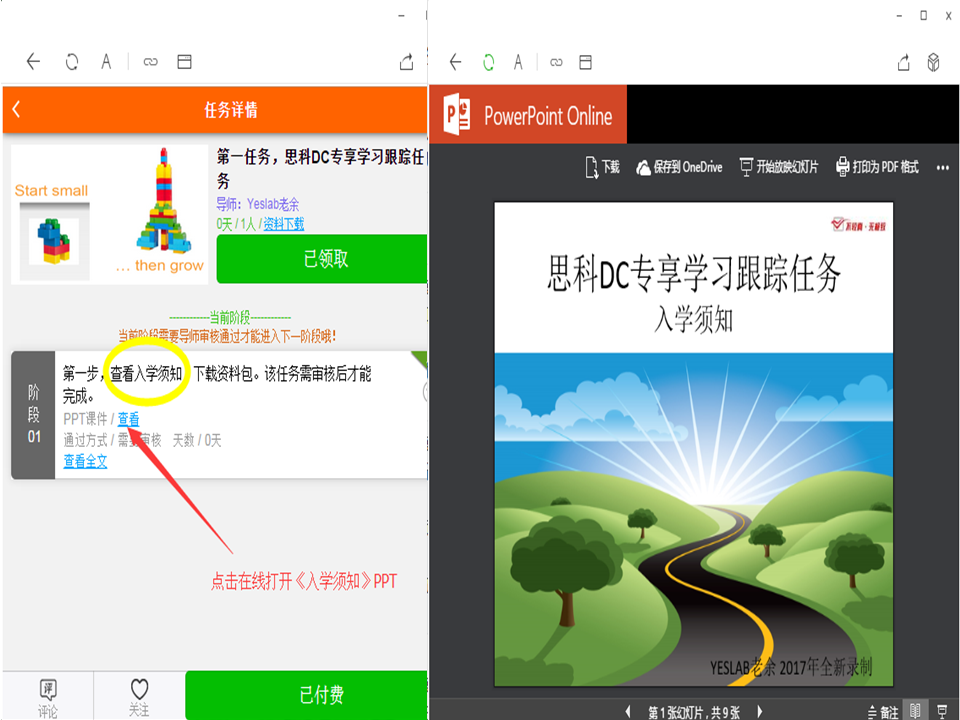 任务详情
Start small
... then grow
第一任务，思科DC专享学习跟踪任
务
导师：Yeslab老余
0天 / 1人 / 资料下载
已领取
------------当前阶段------------
当前阶段需要导师审核通过才能进入下一阶段哦！
阶段01
第一步，查看入学须知 下载资料包。该任务需审核后才能
完成。
PPT课件 / 查看
通过方式 / 需要审核 天数 / 0天
查看全文
点击在线打开《入学须知》PPT
评
评论
关注
已付费
PowerPoint Online
下载 保存到 OneDrive 开始放映幻灯片 打印为 PDF 格式
思科DC专享学习跟踪任务
入学须知
YESLAB老余 2017年全新录制
第 1 张幻灯片，共 9 张
备注